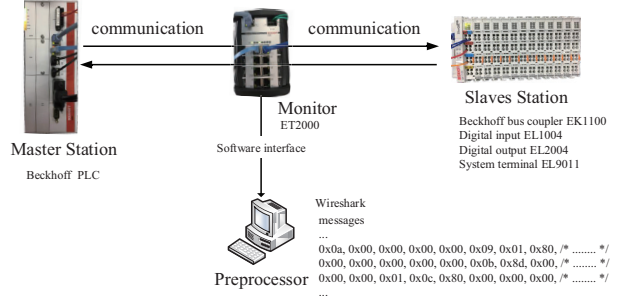 communication
communication
Monitor
ET2000
Slaves Station
Beckhoff bus coupler EK1100
Digital input EL1004
Digital output EL2004
System terminal EL9011
Master Station
Beckhoff PLC
Software interface
Wireshark
messages
...
0x0a, 0x00, 0x00, 0x00, 0x00, 0x09, 0x01, 0x80, /* ........ */
0x00, 0x00, 0x00, 0x00, 0x00, 0x0b, 0x8d, 0x00, /* ........ */
0x00, 0x00, 0x01, 0x0c, 0x80, 0x00, 0x00, 0x00, /* ........ */
...
Preprocessor